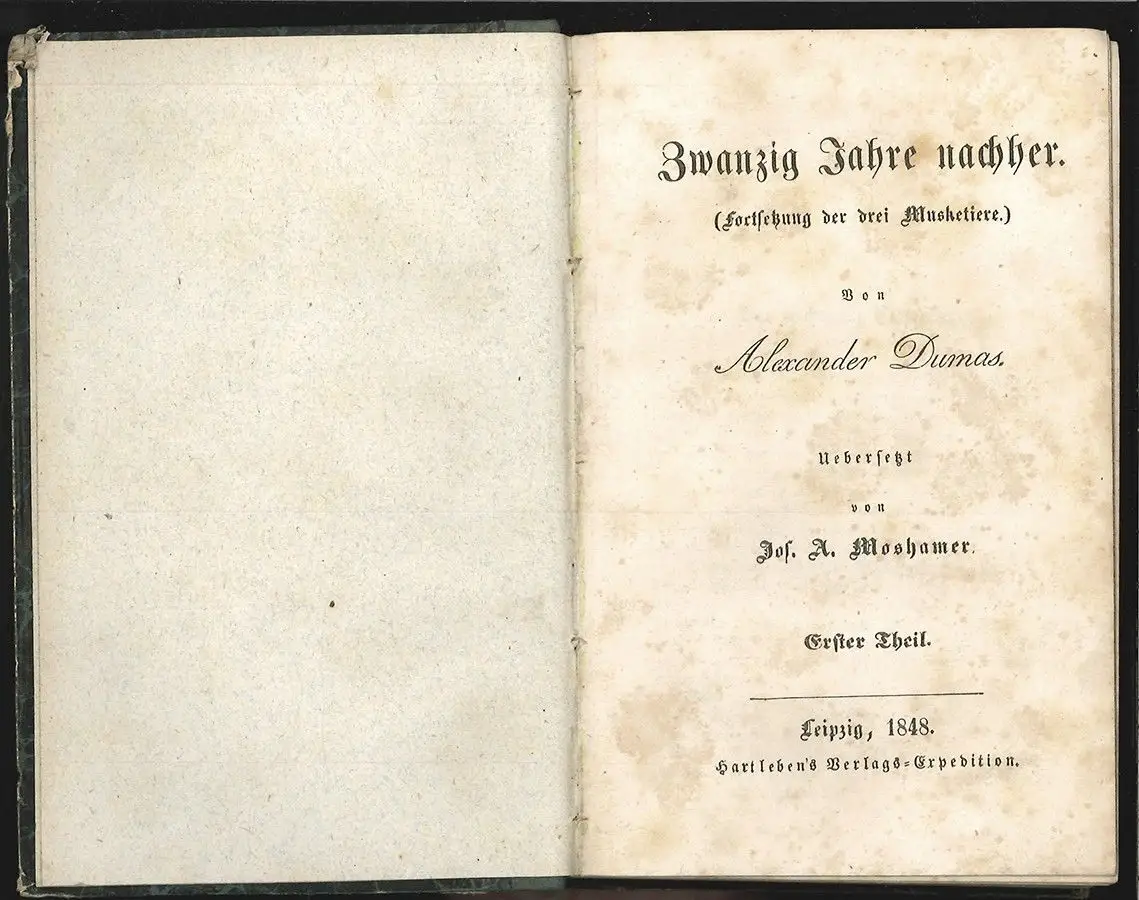 Zwanzig Jahre nachher.
(Fortsetzung der drei Musketiere.)
Von
Alexander Dumas.
Uebersetzt
von
Jos. A. Moshamer.
Erster Theil.
Leipzig, 1848.
Hartleben's Verlags-Expedition.